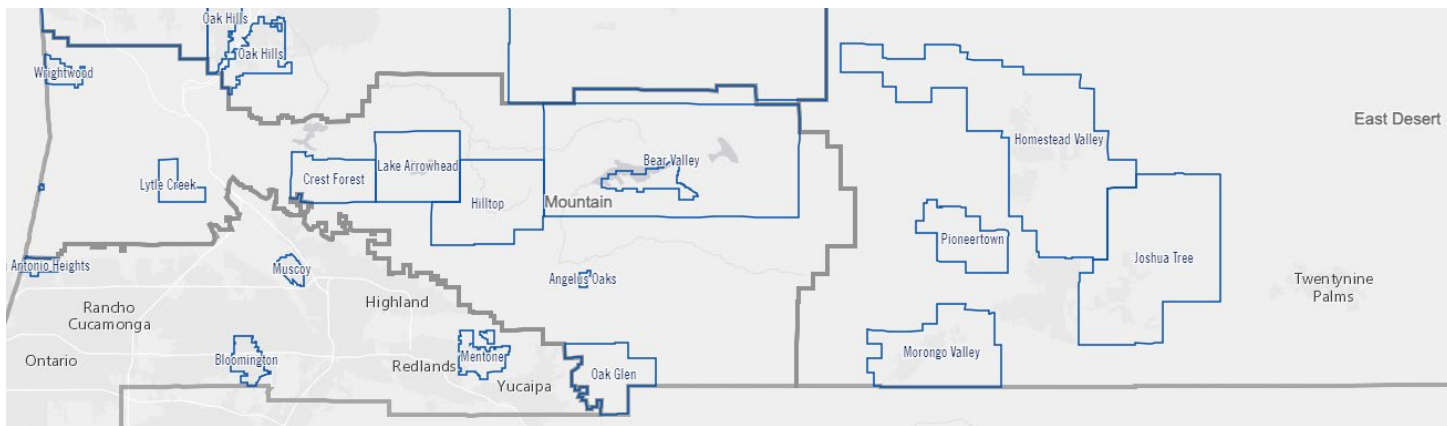 Oak Hills
Oak Hills
Wrightwood
East Desert
Homestead Valley
Bear Valley
Lake Arrowhead
Crest Forest
Lytle Creek
Hilltop
Mountain
Pioneertown
Joshua Tree
Antonio Heights
Muscoy
Angelus Oaks
Twentynine
Palms
Highland
Rancho
Cucamonga
Morongo Valley
Bloomington
Mentone
Ontario
Redlands
Oak Glen
Yucaipa